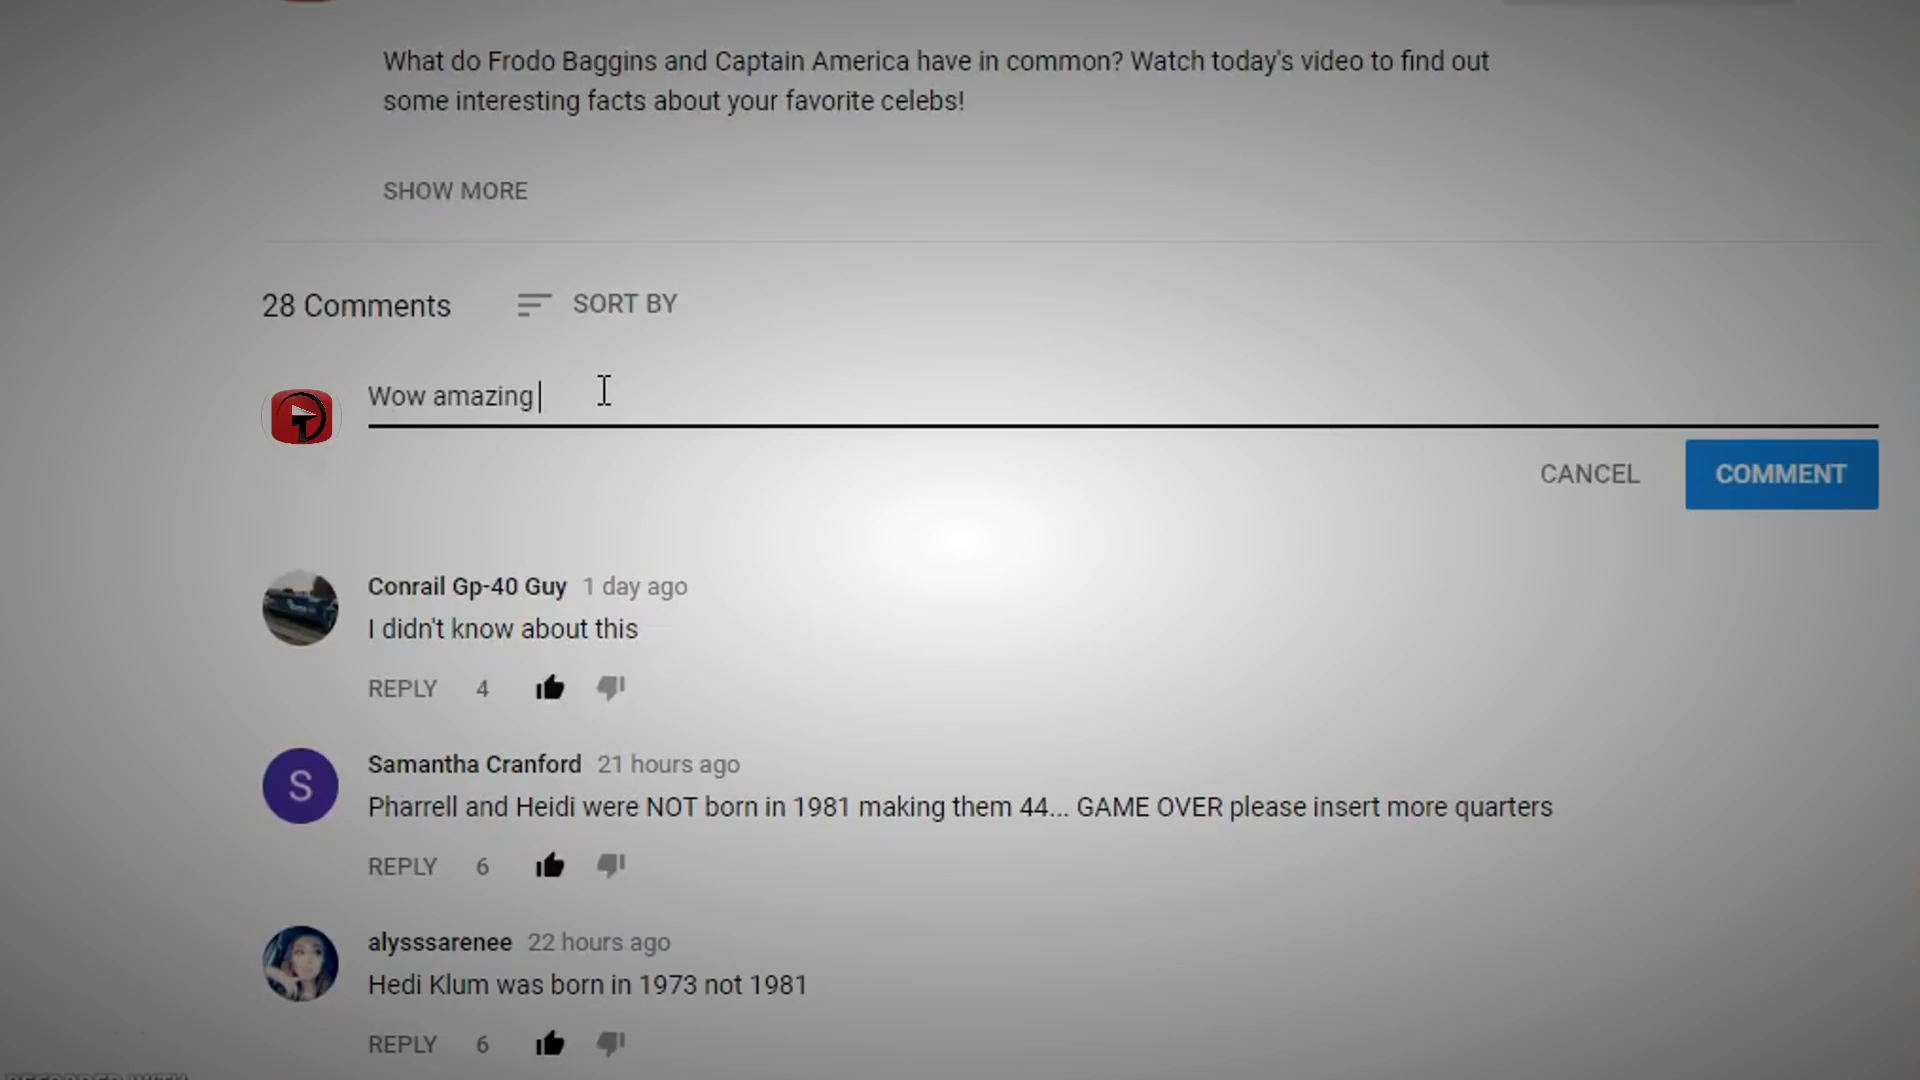 What do Frodo Baggins and Captain America have in common? Watch today's video to find out
some interesting facts about your favorite celebs!
SHOW MORE
28 Comments SORT BY
Wow amazing
CANCEL COMMENT
Conrail Gp-40 Guy 1 day ago
I didn't know about this
REPLY 4
S
Samantha Cranford 21 hours ago
Pharrell and Heidi were NOT born in 1981 making them 44... GAME OVER please insert more quarters
REPLY 6
alysssarenee 22 hours ago
Hedi Klum was born in 1973 not 1981
REPLY 6